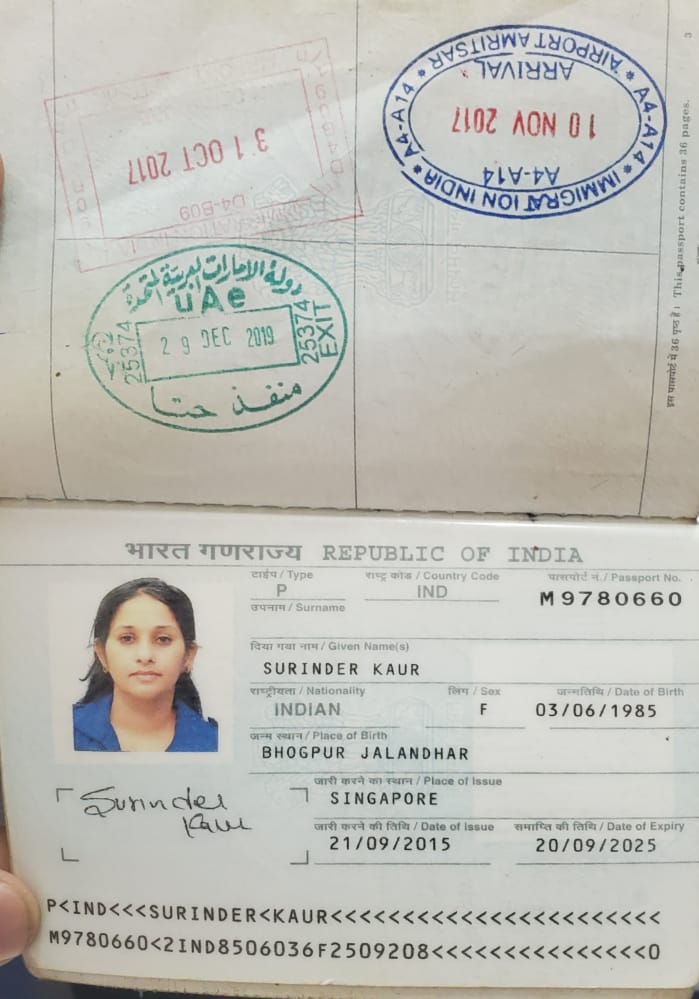 3
AIRPORT AMRITSAR
ARRIVAL
10 NOV 2017
A4-A14
IMMIGRATION INDIA
A4-A14
A4-A14
31 OCT 2017
D4-B09
دولة الامارات العربية المتحدة
UAe
25374
29 DEC 2019
25374
EXIT
منفذ حتا
इस पासपोर्ट में 36 पृष्ठ हैं। This passport contains 36 pages.
भारत गणराज्य REPUBLIC OF INDIA
टाईप / Type राष्ट्र कोड / Country Code पासपोर्ट नं. / Passport No.
P IND M9780660
उपनाम / Surname
दिया गया नाम / Given Name(s)
SURINDER KAUR
राष्ट्रीयता / Nationality लिंग / Sex जन्मतिथि / Date of Birth
INDIAN F 03/06/1985
जन्म स्थान / Place of Birth
BHOGPUR JALANDHAR
जारी करने का स्थान / Place of Issue
SINGAPORE
Surinder
Kaur
जारी करने की तिथि / Date of Issue समाप्ति की तिथि / Date of Expiry
21/09/2015 20/09/2025
P<IND<<<SURINDER<KAUR<<<<<<<<<<<<<<<<<<<<<<<
M9780660<2IND8506036F2509208<<<<<<<<<<<<<<<0